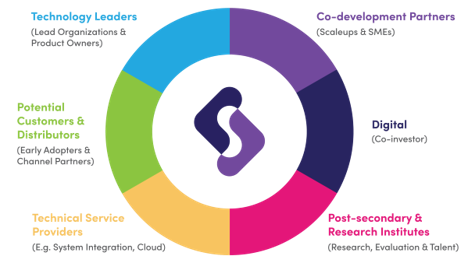 Technology Leaders
(Lead Organizations &
Product Owners)
Co-development Partners
(Scaleups & SMEs)
Potential
Customers &
Distributors
(Early Adopters &
Channel Partners)
Digital
(Co-investor)
Technical Service
Providers
(E.g. System Integration, Cloud)
Post-secondary &
Research Institutes
(Research, Evaluation & Talent)